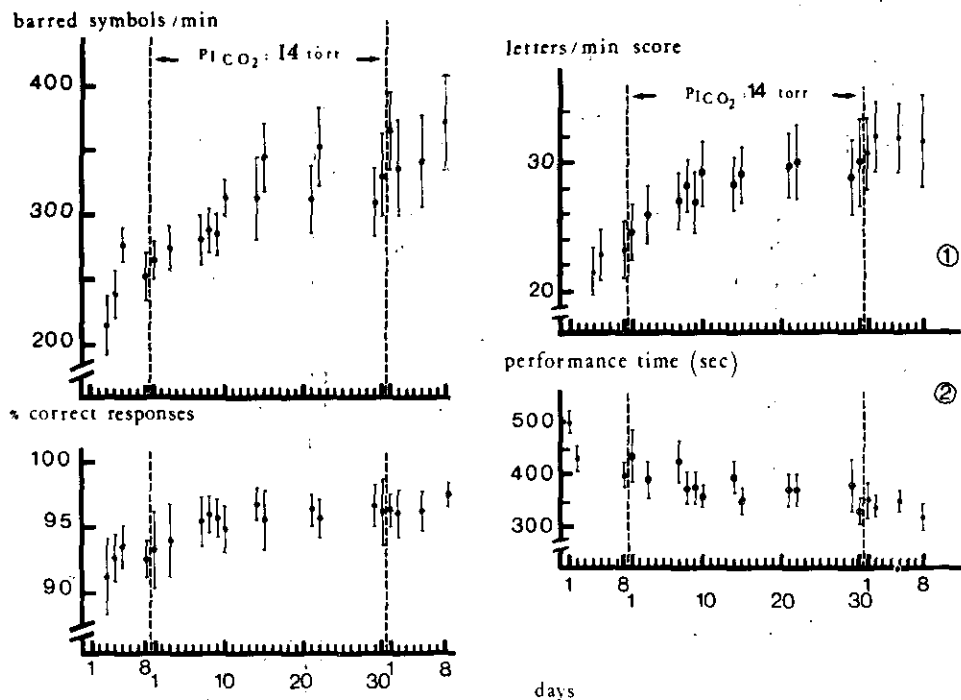 barred symbols/min
PICO2: 14 torr
400
300
200
% correct responses
100
95
90
1 8 1 10 20 30 1 8
letters/min score
PICO2: 14 torr
30
20
①
performance time (sec)
②
500
400
300
1 8 1 10 20 30 1 8
days